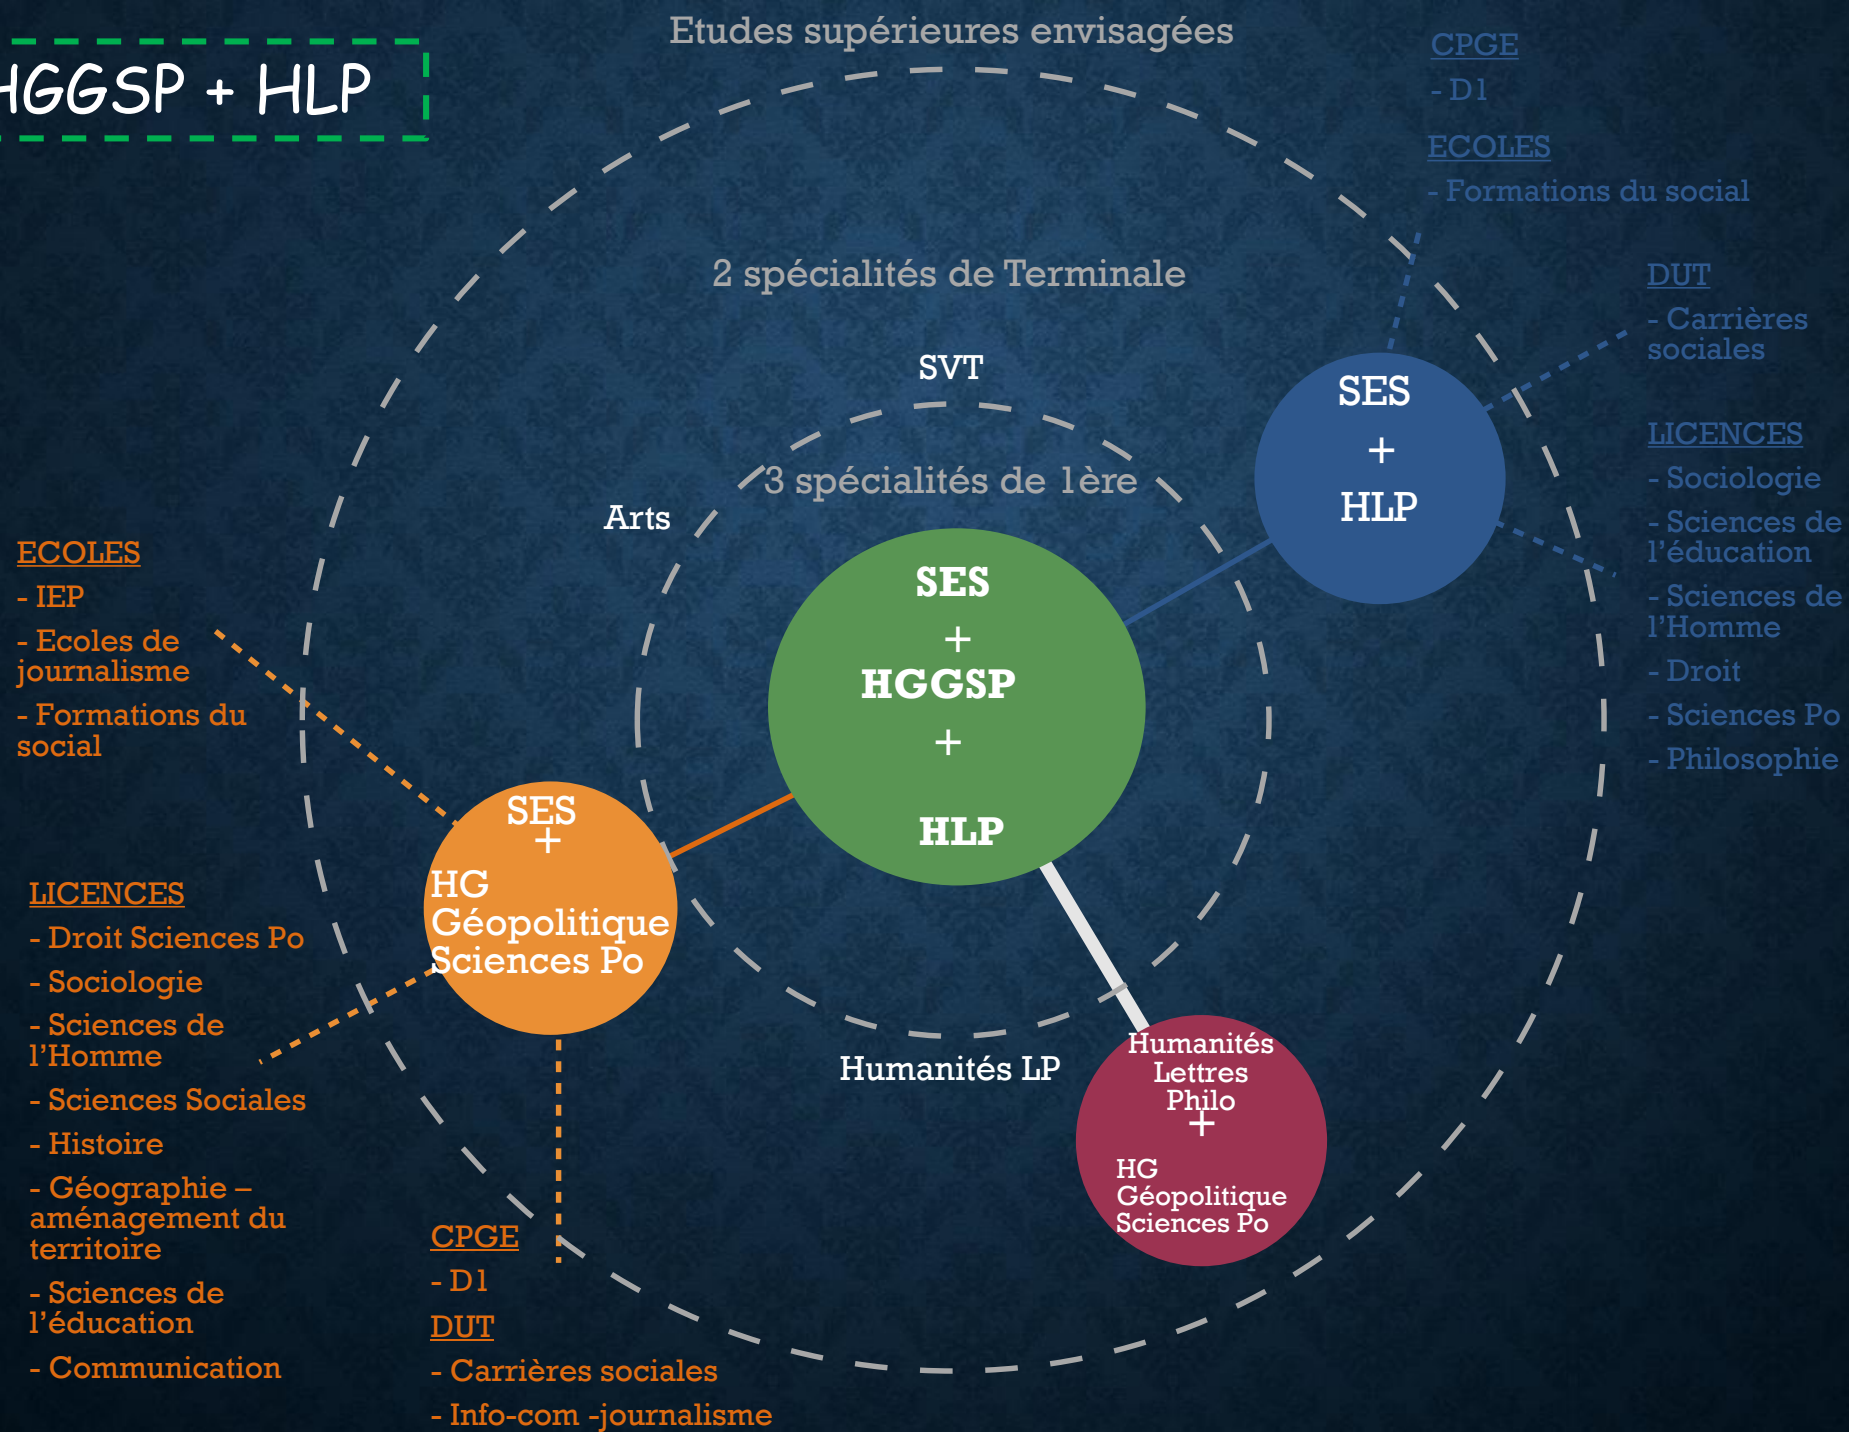 HGGSP + HLP
Etudes supérieures envisagées
2 spécialités de Terminale
SVT
3 spécialités de 1ère
Arts
Humanités LP
SES
+
HGGSP
+
HLP
CPGE
- D1
ECOLES
- Formations du social
DUT
- Carrières
sociales
LICENCES
- Sociologie
- Sciences de
l’éducation
- Sciences de
l’Homme
- Droit
- Sciences Po
- Philosophie
SES
+
HLP
ECOLES
- IEP
- Ecoles de
journalisme
- Formations du
social
SES
+
HG
Géopolitique
Sciences Po
LICENCES
- Droit Sciences Po
- Sociologie
- Sciences de
l’Homme
- Sciences Sociales
- Histoire
- Géographie –
aménagement du
territoire
- Sciences de
l’éducation
- Communication
CPGE
- D1
DUT
- Carrières sociales
- Info-com -journalisme
Humanités
Lettres
Philo
+
HG
Géopolitique
Sciences Po